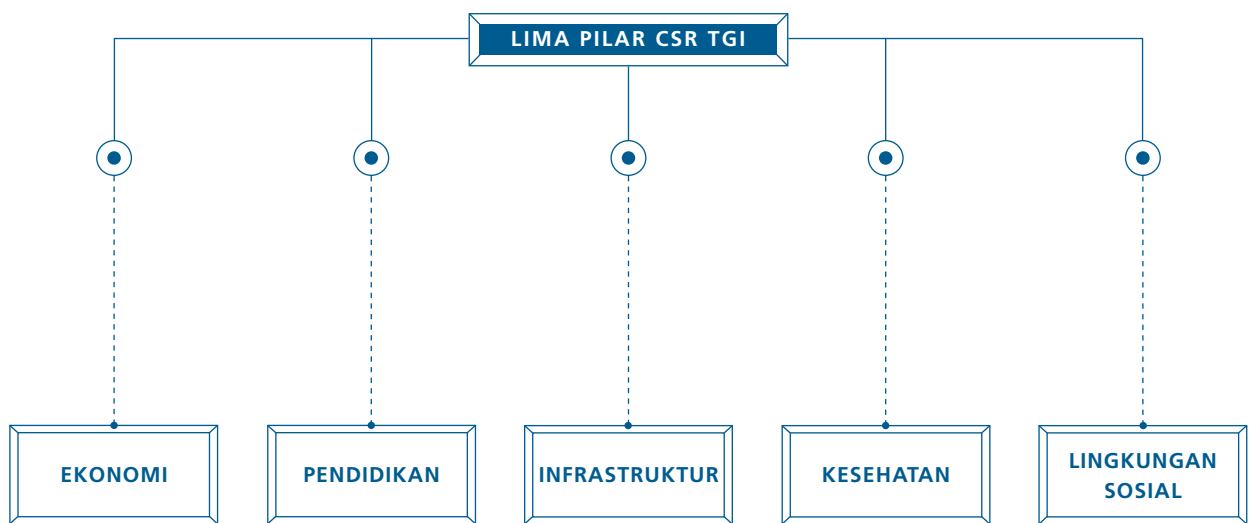 LIMA PILAR CSR TGI
EKONOMI
PENDIDIKAN
INFRASTRUKTUR
KESEHATAN
LINGKUNGAN
SOSIAL